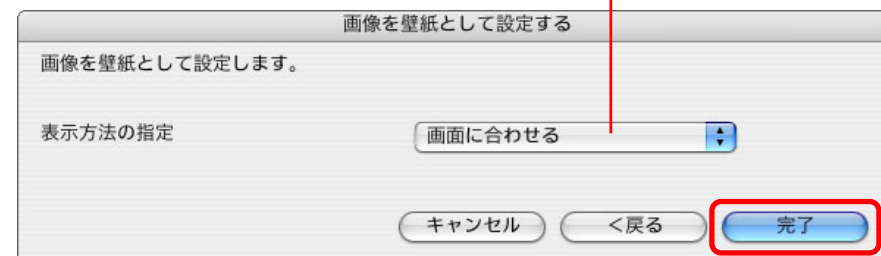 画像を壁紙として設定する
画像を壁紙として設定します。
表示方法の指定
画面に合わせる
キャンセル
<戻る
完了